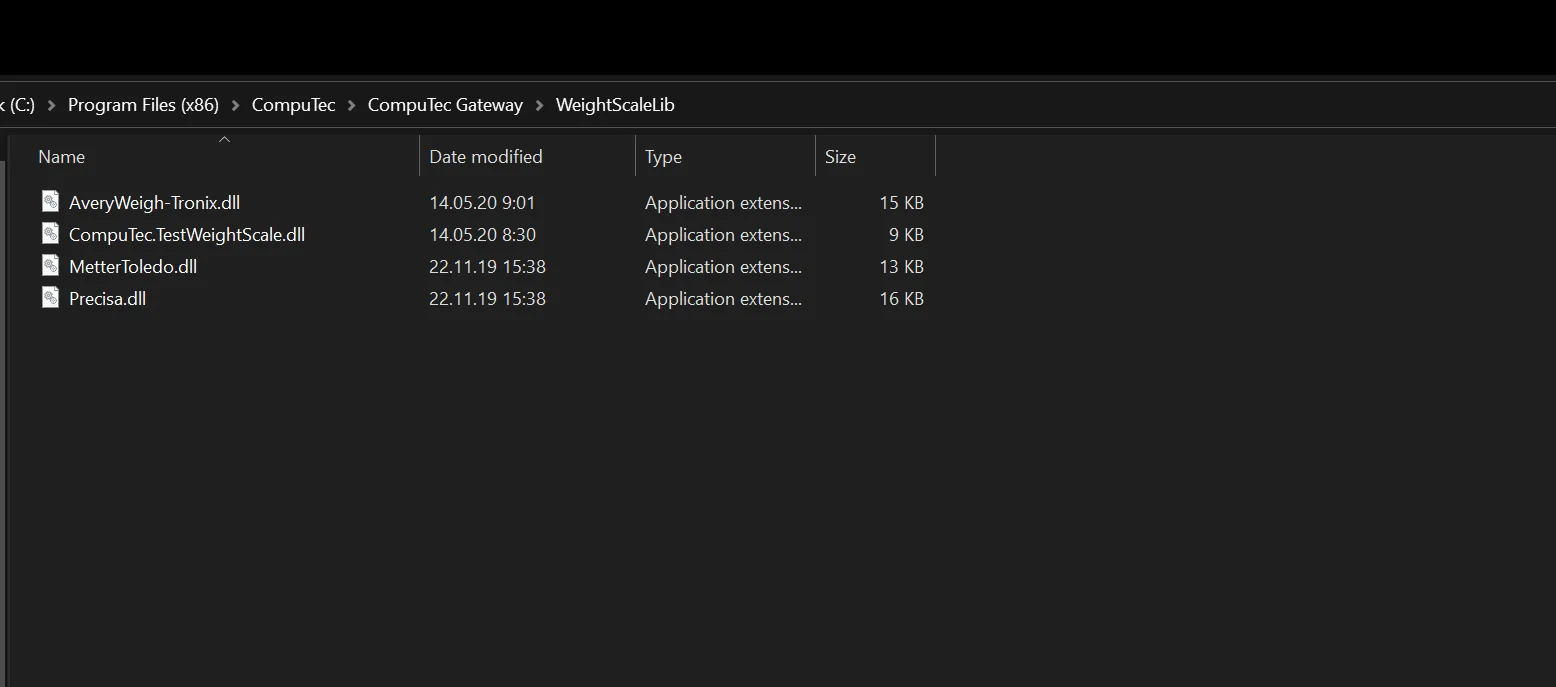 (C:) Program Files (x86) CompuTec CompuTec Gateway WeightScaleLib
Name Date modified Type Size
AveryWeigh-Tronix.dll 14.05.20 9:01 Application extens... 15 KB
CompuTec.TestWeightScale.dll 14.05.20 8:30 Application extens... 9 KB
MetterToledo.dll 22.11.19 15:38 Application extens... 13 KB
Precisa.dll 22.11.19 15:38 Application extens... 16 KB